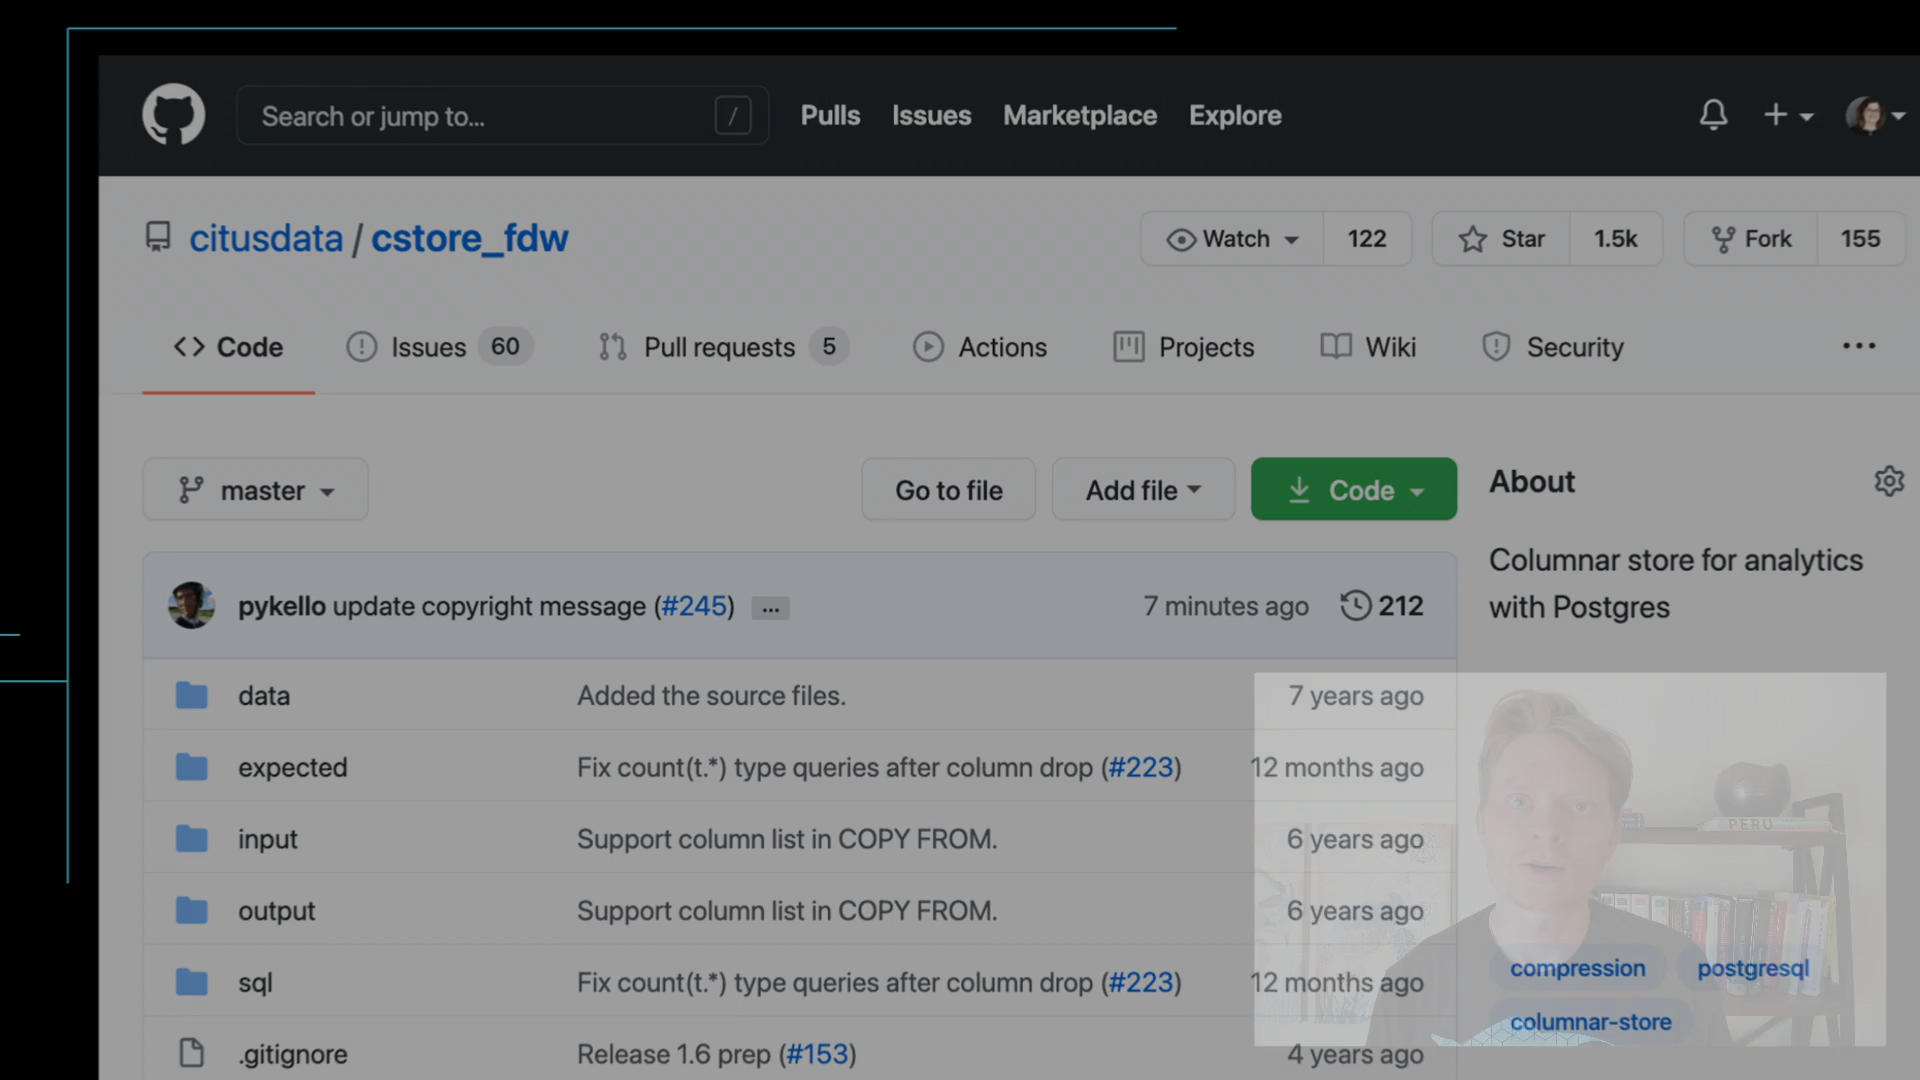 Search or jump to... /
Pulls Issues Marketplace Explore
citusdata / cstore_fdw
Watch 122 Star 1.5k Fork 155
Code Issues 60 Pull requests 5 Actions Projects Wiki Security ...
master Go to file Add file Code About
Columnar store for analytics
with Postgres
pykello update copyright message (#245) ... 7 minutes ago 212
data Added the source files. 7 years ago
expected Fix count(t.*) type queries after column drop (#223) 12 months ago
PERU
input Support column list in COPY FROM. 6 years ago
output Support column list in COPY FROM. 6 years ago
sql Fix count(t.*) type queries after column drop (#223) 12 months ago
compression postgresql
columnar-store
.gitignore Release 1.6 prep (#153) 4 years ago